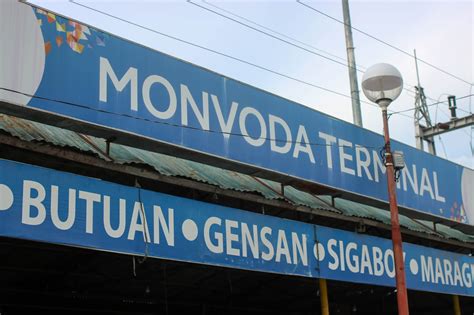 MONVODA TERMINAL
• BUTUAN • GENSAN • SIGABOY • MARAG